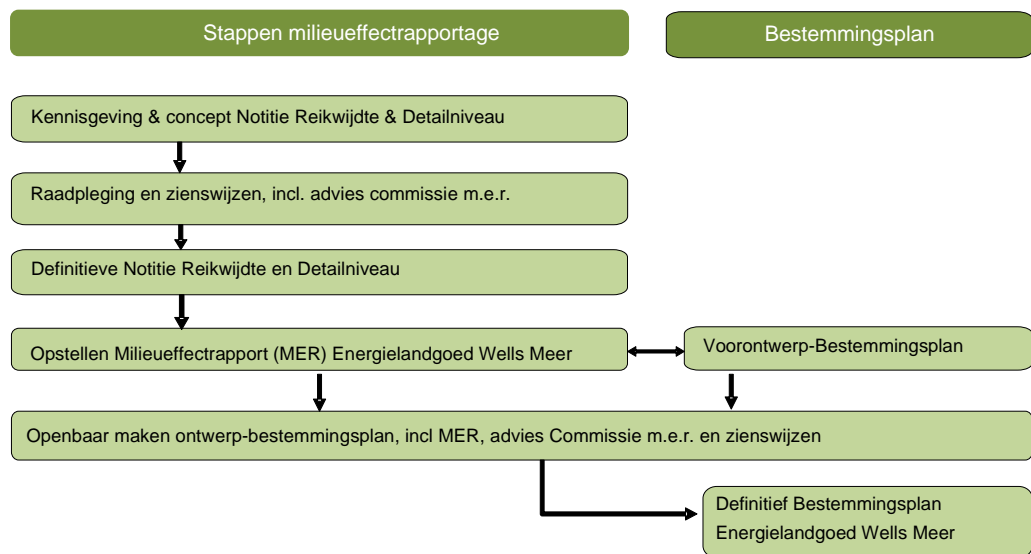 Stappen milieueffectrapportage
Bestemmingsplan
Kennisgeving & concept Notitie Reikwijdte & Detailniveau
Raadpleging en zienswijzen, incl. advies commissie m.e.r.
Definitieve Notitie Reikwijdte en Detailniveau
Opstellen Milieueffectrapport (MER) Energielandgoed Wells Meer
Voorontwerp-Bestemmingsplan
Openbaar maken ontwerp-bestemmingsplan, incl MER, advies Commissie m.e.r. en zienswijzen
Definitief Bestemmingsplan
Energielandgoed Wells Meer